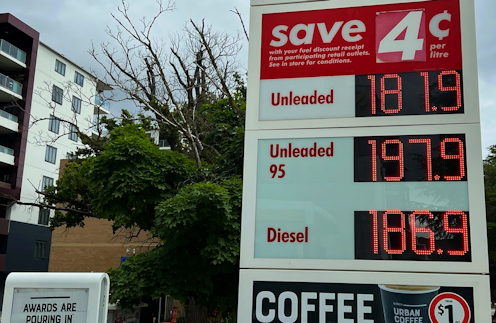 save 4¢
with your fuel discount receipt
from participating retail outlets.
See in store for conditions.
per
litre
Unleaded 181.9
Unleaded
95
197.9
Diesel 186.9
COFFEE
URBAN
COFFEE
$1
AWARDS ARE
POURING IN